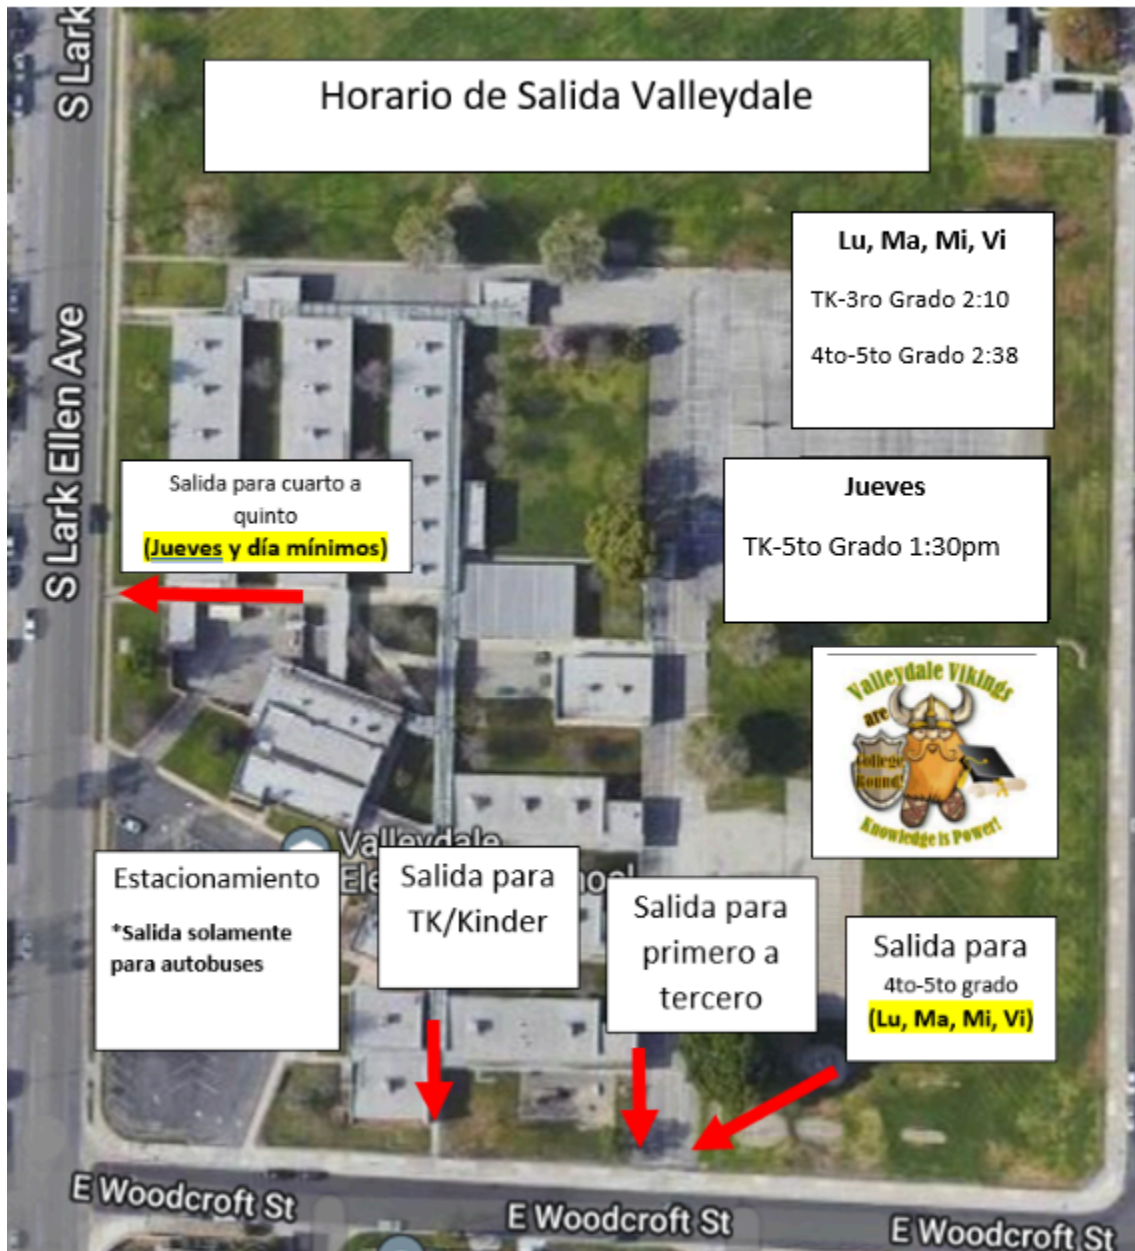 S Lark
Horario de Salida Valleydale
Lu, Ma, Mi, Vi
TK-3ro Grado 2:10
4to-5to Grado 2:38
S Lark Ellen Ave
Salida para cuarto a
quinto
(Jueves y día mínimos)
Jueves
TK-5to Grado 1:30pm
Valleydale Vikings
are
College
Bound!
Knowledge is Power!
Valleydale
Ele
ool
Estacionamiento
*Salida solamente
para autobuses
Salida para
TK/Kinder
Salida para
primero a
tercero
Salida para
4to-5to grado
(Lu, Ma, Mi, Vi)
E Woodcroft St
E Woodcroft St
E Woodcroft St